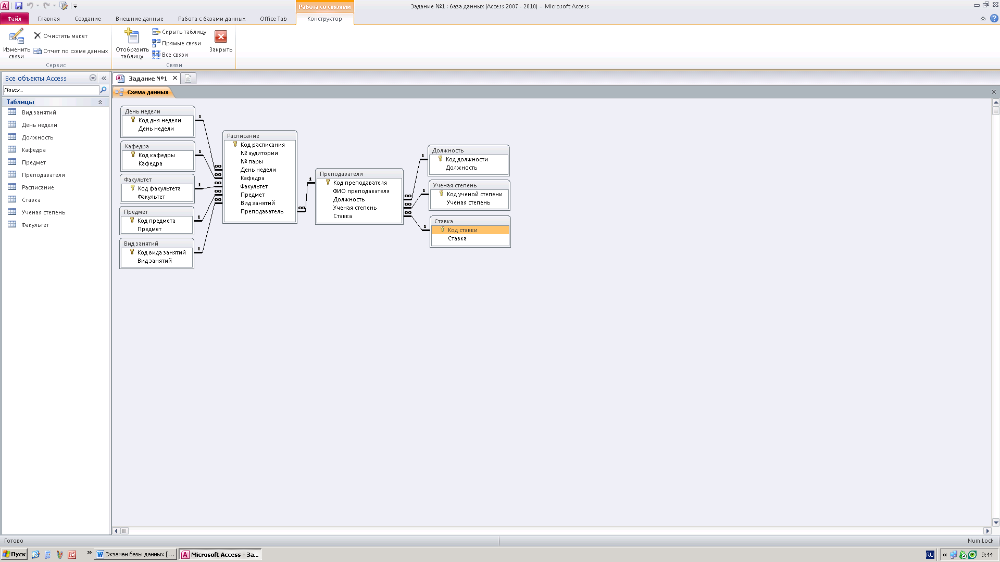 Работа со связями
Задание №1 : база данных (Access 2007 - 2010) - Microsoft Access
Файл
Главная
Создание
Внешние данные
Работа с базами данных
Office Tab
Конструктор
Изменить связи
Очистить макет
Отчет по схеме данных
Сервис
Отобразить таблицу
Скрыть таблицу
Прямые связи
Все связи
Закрыть
Связи
Все объекты Access
Поиск...
Таблицы
Вид занятий
День недели
Должность
Кафедра
Предмет
Преподаватели
Расписание
Ставка
Ученая степень
Факультет
Задание №1
Схема данных
День недели
Код дня недели
День недели
1
Кафедра
Код кафедры
Кафедра
1
Факультет
Код факультета
Факультет
1
Предмет
Код предмета
Предмет
1
Вид занятий
Код вида занятий
Вид занятий
1
Расписание
Код расписания
№ аудитории
№ пары
∞ День недели
∞ Кафедра
∞ Факультет
∞ Предмет
∞ Вид занятий
Преподаватель ∞
Преподаватели
1 Код преподавателя
ФИО преподавателя
Должность ∞
Ученая степень ∞
Ставка ∞
Должность
1 Код должности
Должность
Ученая степень
1 Код ученой степени
Ученая степень
Ставка
1 Код ставки
Ставка
Готово
Num Lock
Пуск
Экзамен базы данных [...
Microsoft Access - За...
RU
9:44